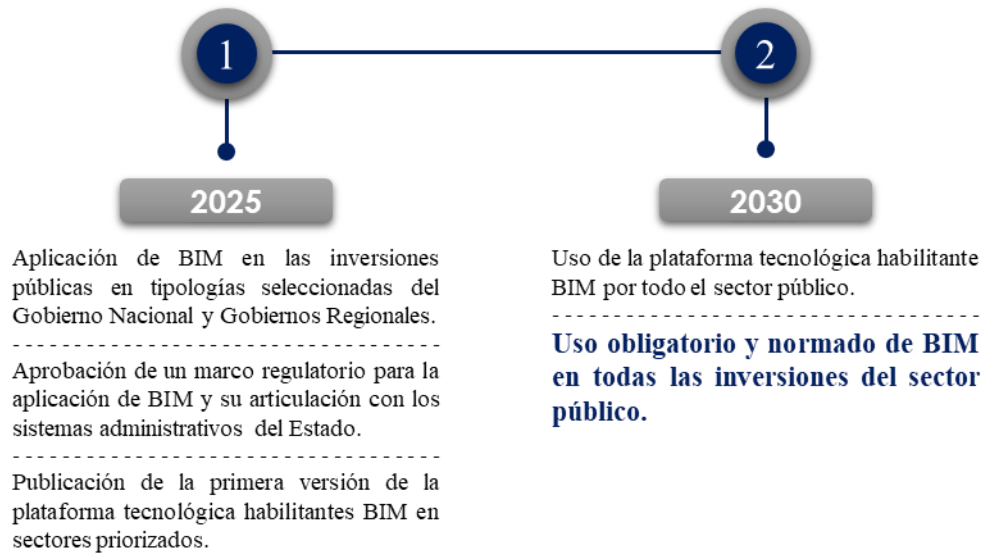 1
2025
Aplicación de BIM en las inversiones
públicas en tipologías seleccionadas del
Gobierno Nacional y Gobiernos Regionales.
Aprobación de un marco regulatorio para la
aplicación de BIM y su articulación con los
sistemas administrativos del Estado.
Publicación de la primera versión de la
plataforma tecnológica habilitantes BIM en
sectores priorizados.
2
2030
Uso de la plataforma tecnológica habilitante
BIM por todo el sector público.
Uso obligatorio y normado de BIM
en todas las inversiones del sector
público.